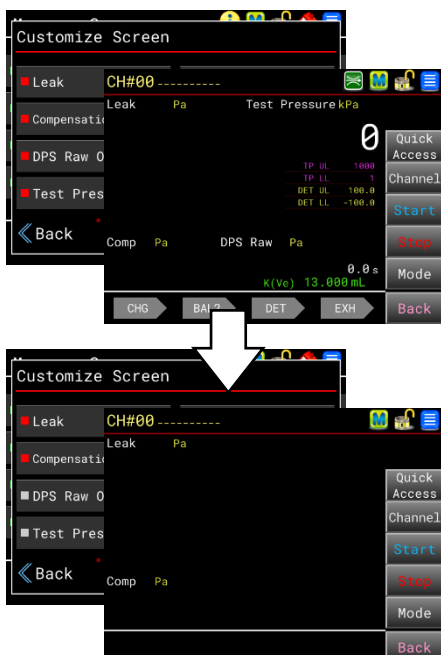 Customize Screen
Leak
Compensati
DPS Raw O
Test Pres
Back
CH#00 ----------
Leak Pa Test Pressure kPa
0
TP UL 1000
TP LL 1
DET UL 100.0
DET LL -100.0
Comp Pa DPS Raw Pa
0.0 s
K(Ve) 13.000 mL
CHG BAL2 DET EXH
Quick
Access
Channel
Start
Stop
Mode
Back
Customize Screen
Leak
Compensati
DPS Raw O
Test Pres
Back
CH#00 ----------
Leak Pa
Comp Pa
Quick
Access
Channel
Start
Stop
Mode
Back